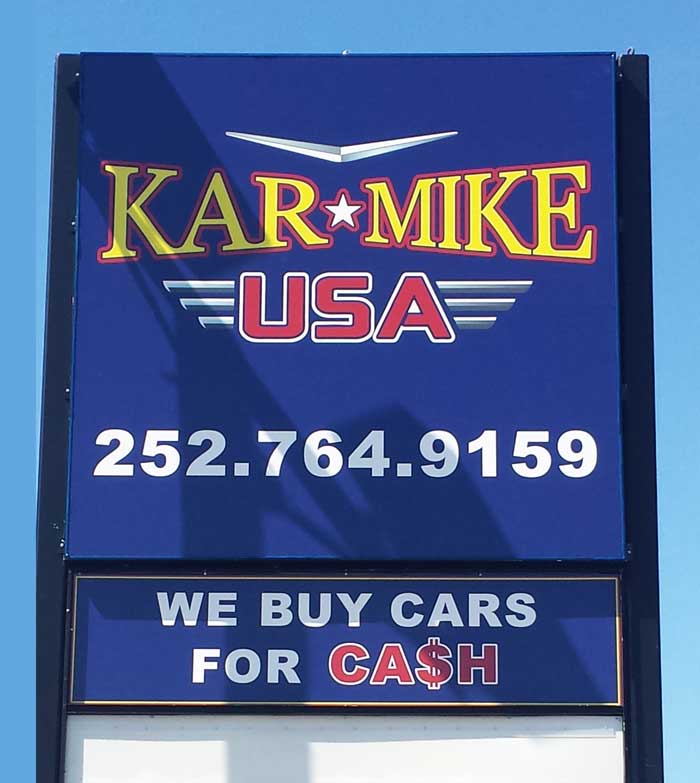 KAR★MIKE
USA
252.764.9159
WE BUY CARS
FOR CA$H